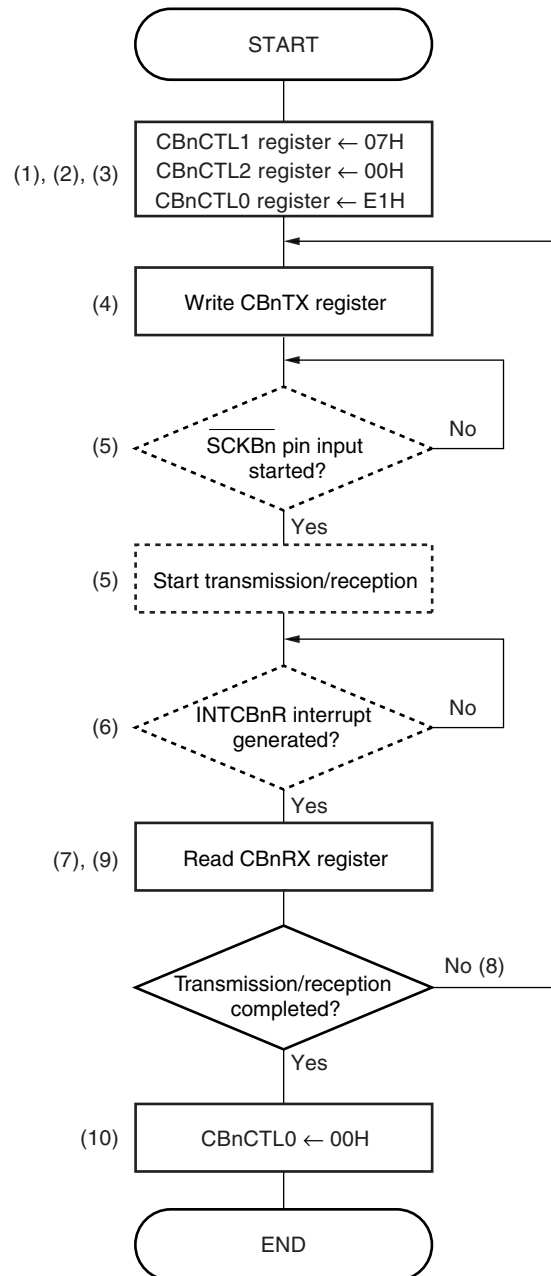 START
(1), (2), (3)
CBnCTL1 register ← 07H
CBnCTL2 register ← 00H
CBnCTL0 register ← E1H
(4)
Write CBnTX register
(5)
S̅C̅K̅B̅n̅ pin input
started?
No
Yes
(5)
Start transmission/reception
(6)
INTCBnR interrupt
generated?
No
Yes
(7), (9)
Read CBnRX register
Transmission/reception
completed?
No (8)
Yes
(10)
CBnCTL0 ← 00H
END